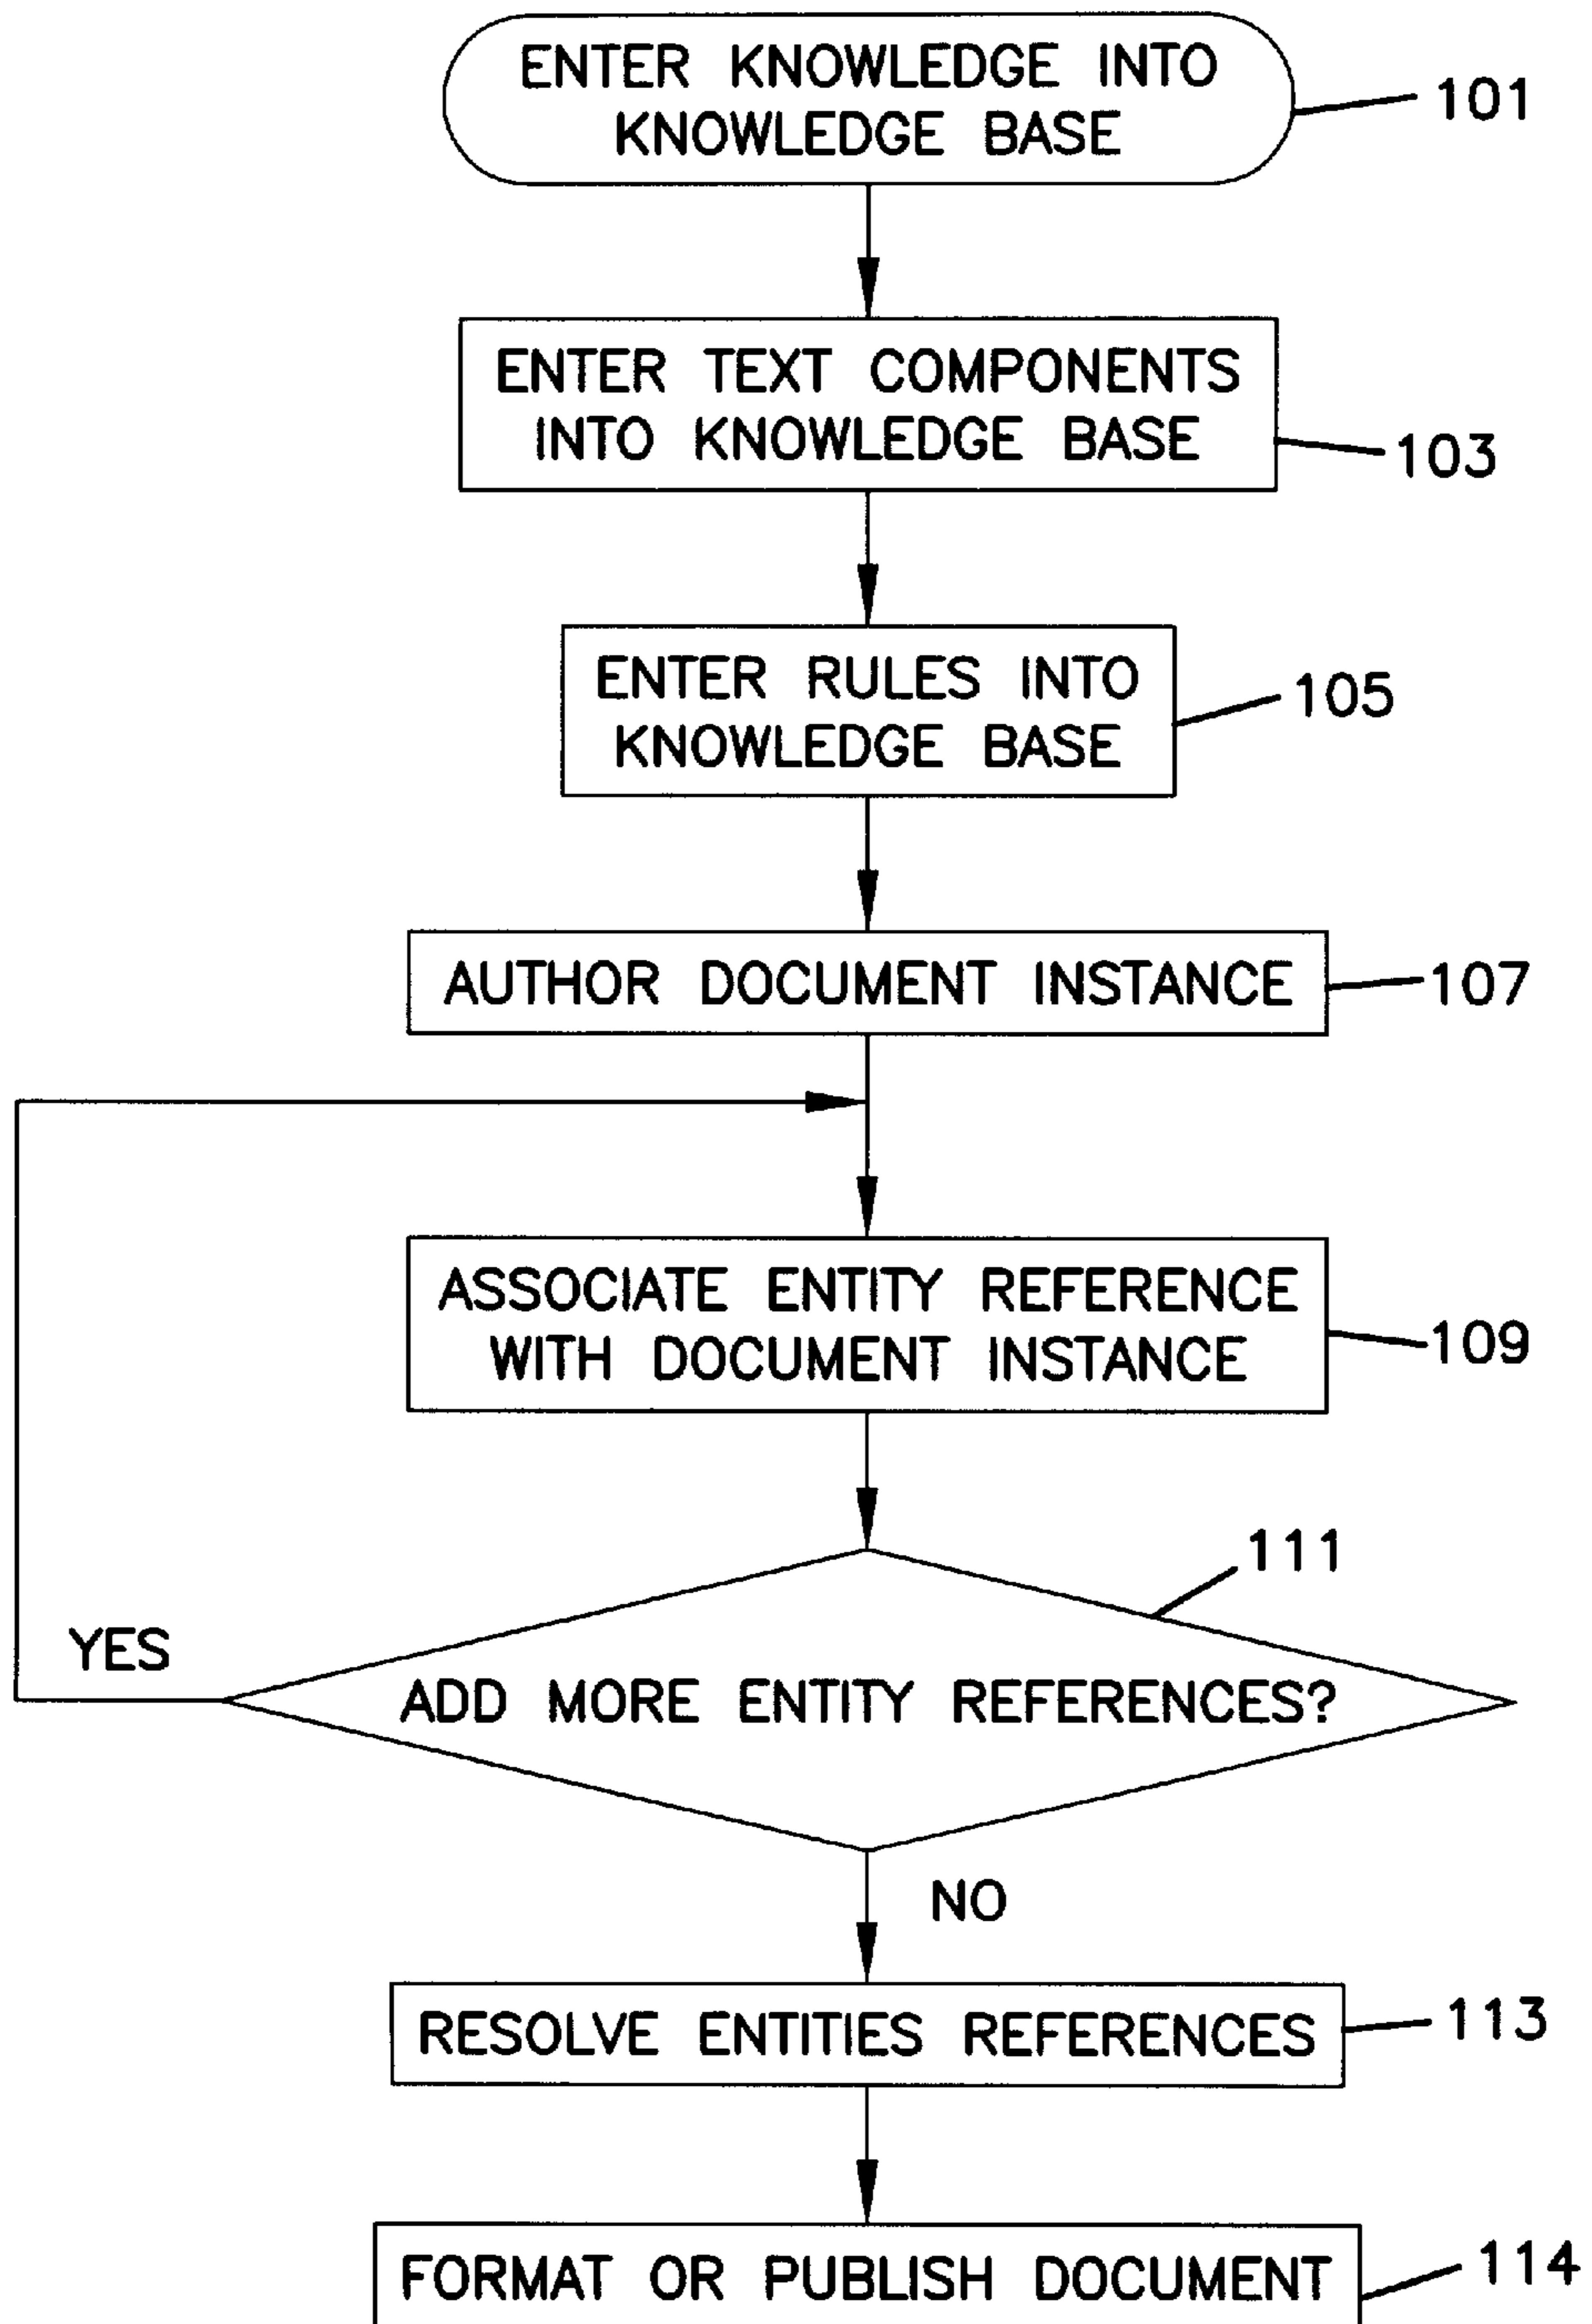 ENTER KNOWLEDGE INTO
KNOWLEDGE BASE
101
ENTER TEXT COMPONENTS
INTO KNOWLEDGE BASE
103
ENTER RULES INTO
KNOWLEDGE BASE
105
AUTHOR DOCUMENT INSTANCE
107
ASSOCIATE ENTITY REFERENCE
WITH DOCUMENT INSTANCE
109
111
YES
ADD MORE ENTITY REFERENCES?
NO
RESOLVE ENTITIES REFERENCES
113
FORMAT OR PUBLISH DOCUMENT
114